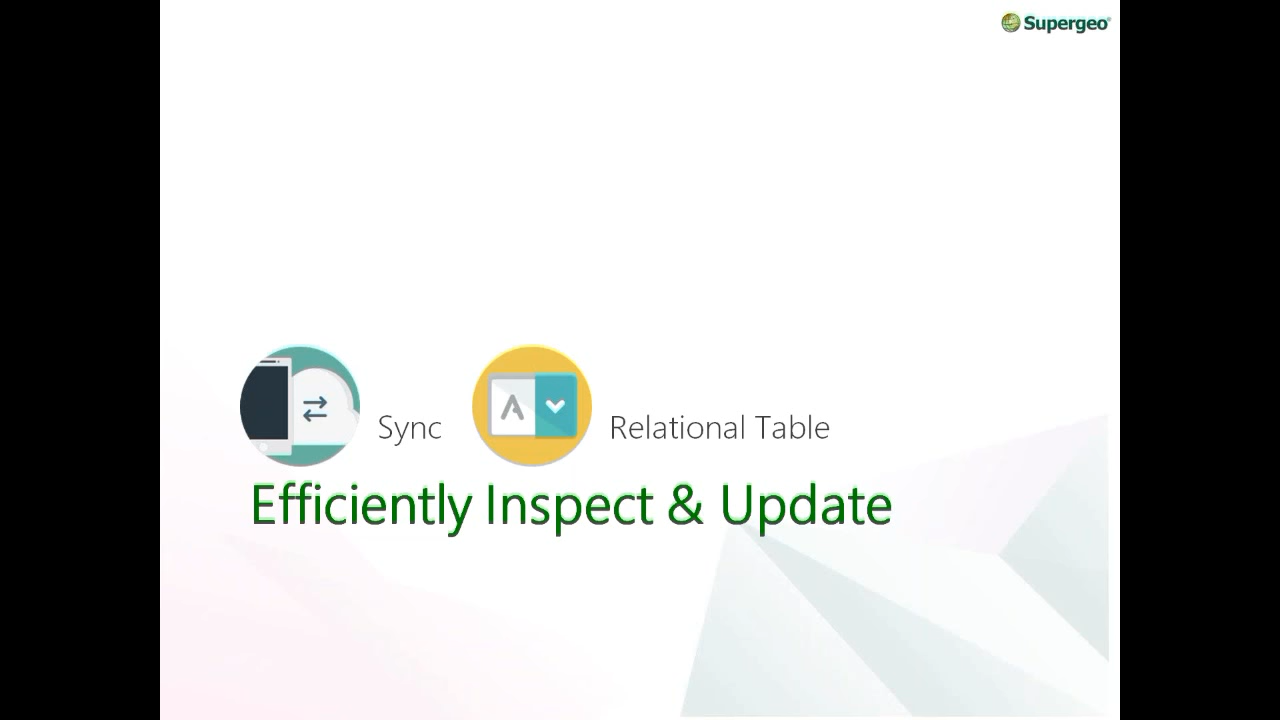 Supergeo®
Sync
Relational Table
Efficiently Inspect & Update